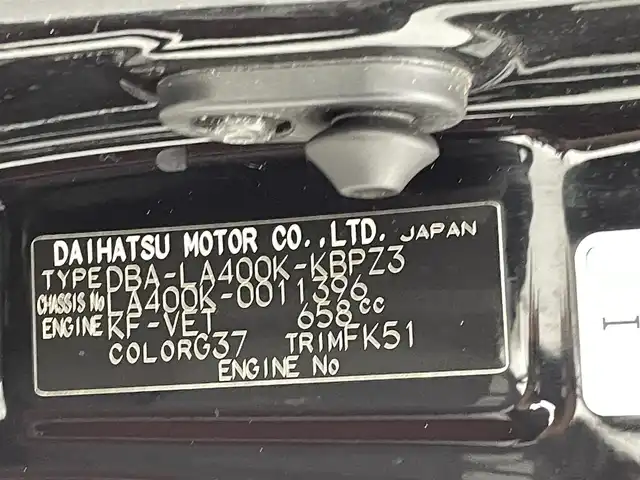 DAIHATSU MOTOR CO.,LTD. JAPAN
TYPE DBA-LA400K-KBPZ3
CHASSIS No LA400K-0011396
ENGINE KF-VET 658cc
COLOR G37 TRIM FK51
ENGINE No